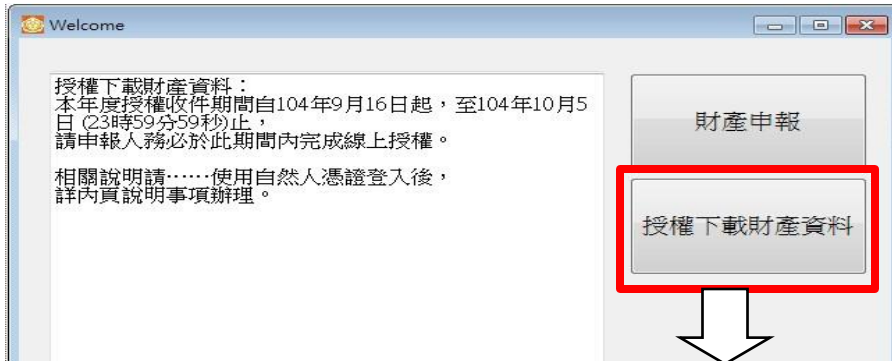 Welcome
授權下載財產資料：
本年度授權收件期間自104年9月16日起，至104年10月5
日 (23時59分59秒)止，
請申報人務必於此期間內完成線上授權。
相關說明請……使用自然人憑證登入後，
詳內頁說明事項辦理。
財產申報
授權下載財產資料